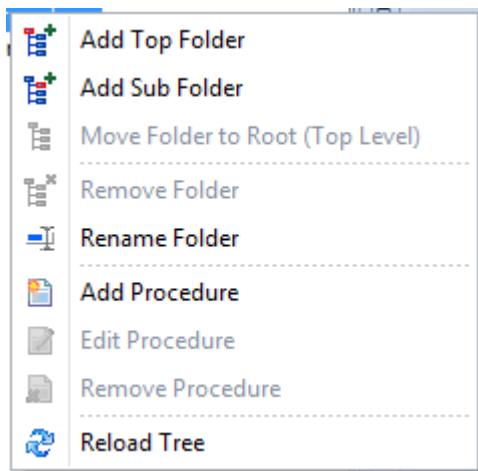 Add Top Folder
Add Sub Folder
Move Folder to Root (Top Level)
Remove Folder
Rename Folder
Add Procedure
Edit Procedure
Remove Procedure
Reload Tree